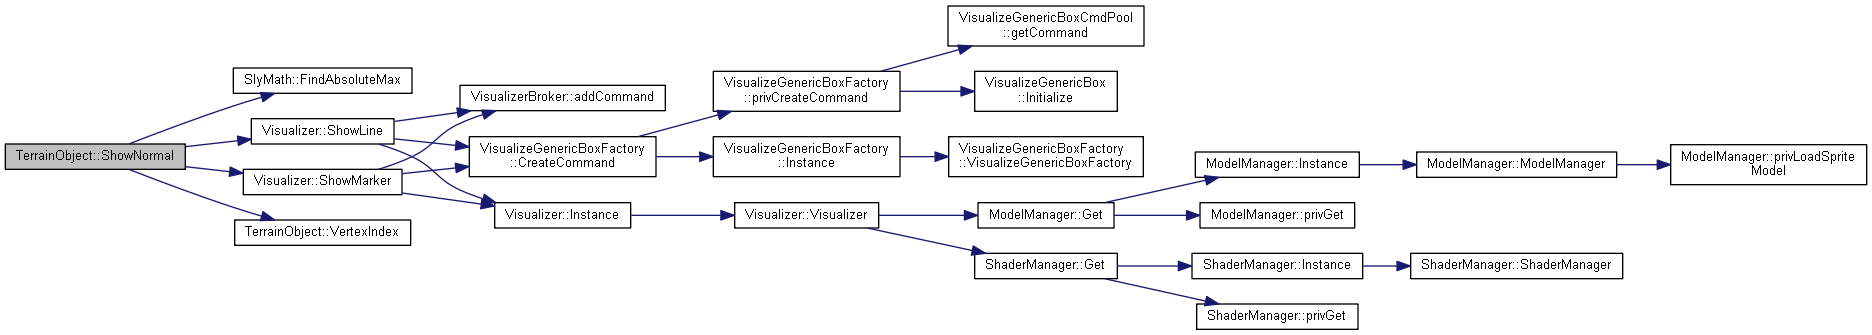 TerrainObject::ShowNormal
SlyMath::FindAbsoluteMax
Visualizer::ShowLine
Visualizer::ShowMarker
TerrainObject::VertexIndex
VisualizerBroker::addCommand
VisualizeGenericBoxFactory
::CreateCommand
Visualizer::Instance
VisualizeGenericBoxFactory
::privCreateCommand
VisualizeGenericBoxFactory
::Instance
Visualizer::Visualizer
VisualizeGenericBoxCmdPool
::getCommand
VisualizeGenericBox
::Initialize
VisualizeGenericBoxFactory
::VisualizeGenericBoxFactory
ModelManager::Get
ShaderManager::Get
ModelManager::Instance
ModelManager::privGet
ShaderManager::Instance
ShaderManager::privGet
ModelManager::ModelManager
ShaderManager::ShaderManager
ModelManager::privLoadSprite
Model